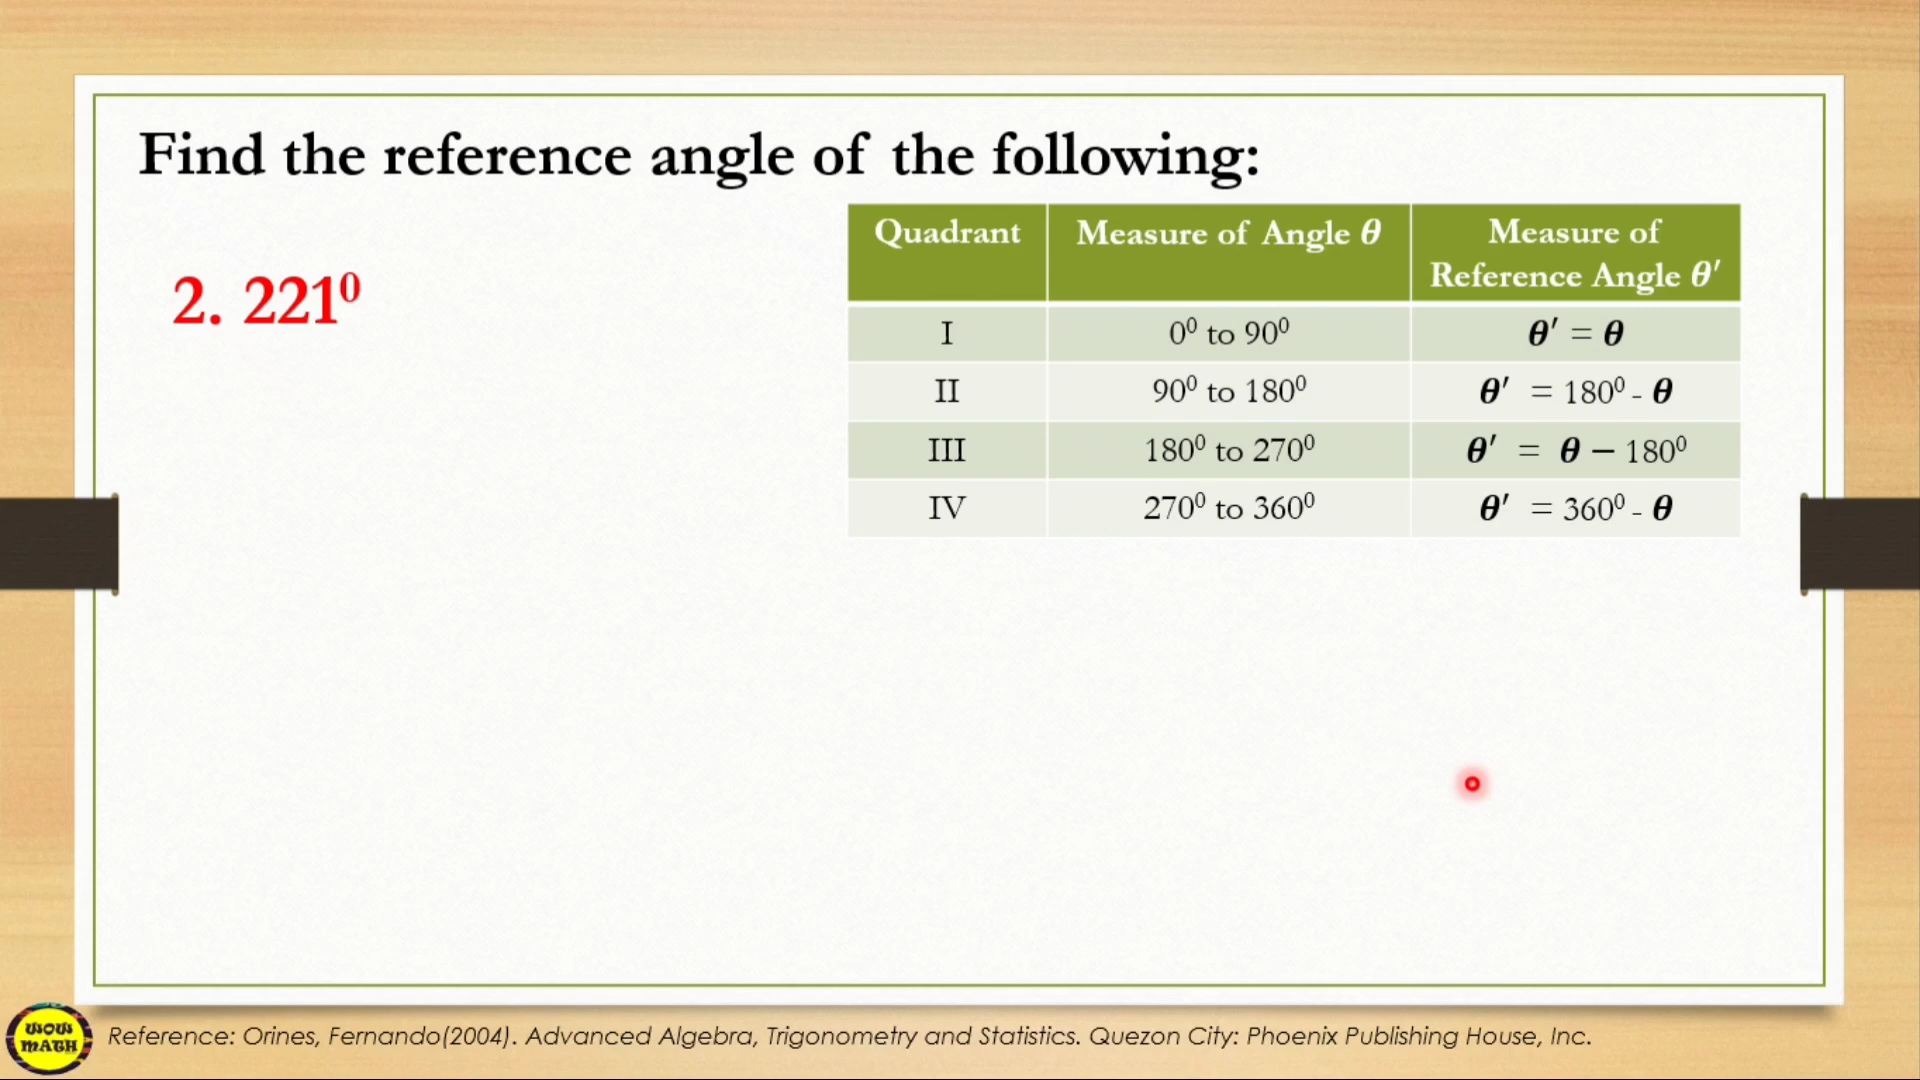 Find the reference angle of the following:
2. 221⁰
Quadrant Measure of Angle θ Measure of
Reference Angle θ′
I 0⁰ to 90⁰ θ′ = θ
II 90⁰ to 180⁰ θ′ = 180⁰ - θ
III 180⁰ to 270⁰ θ′ = θ − 180⁰
IV 270⁰ to 360⁰ θ′ = 360⁰ - θ
WOW
MATH
Reference: Orines, Fernando(2004). Advanced Algebra, Trigonometry and Statistics. Quezon City: Phoenix Publishing House, Inc.